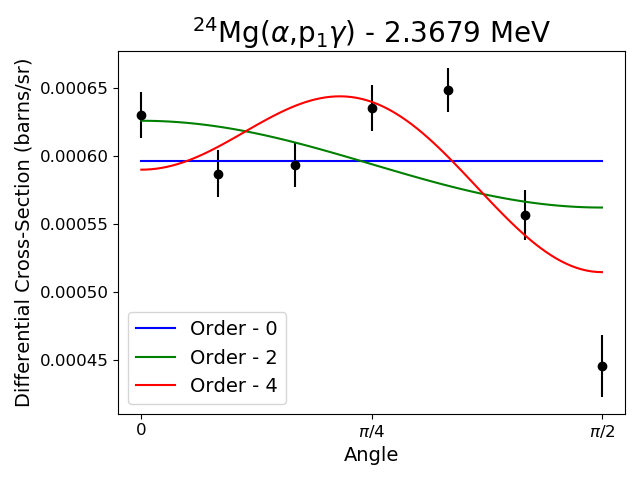 ²⁴Mg(α,p₁γ) - 2.3679 MeV
Differential Cross-Section (barns/sr)
0.00065
0.00060
0.00055
0.00050
0.00045
Order - 0
Order - 2
Order - 4
0
π/4
π/2
Angle